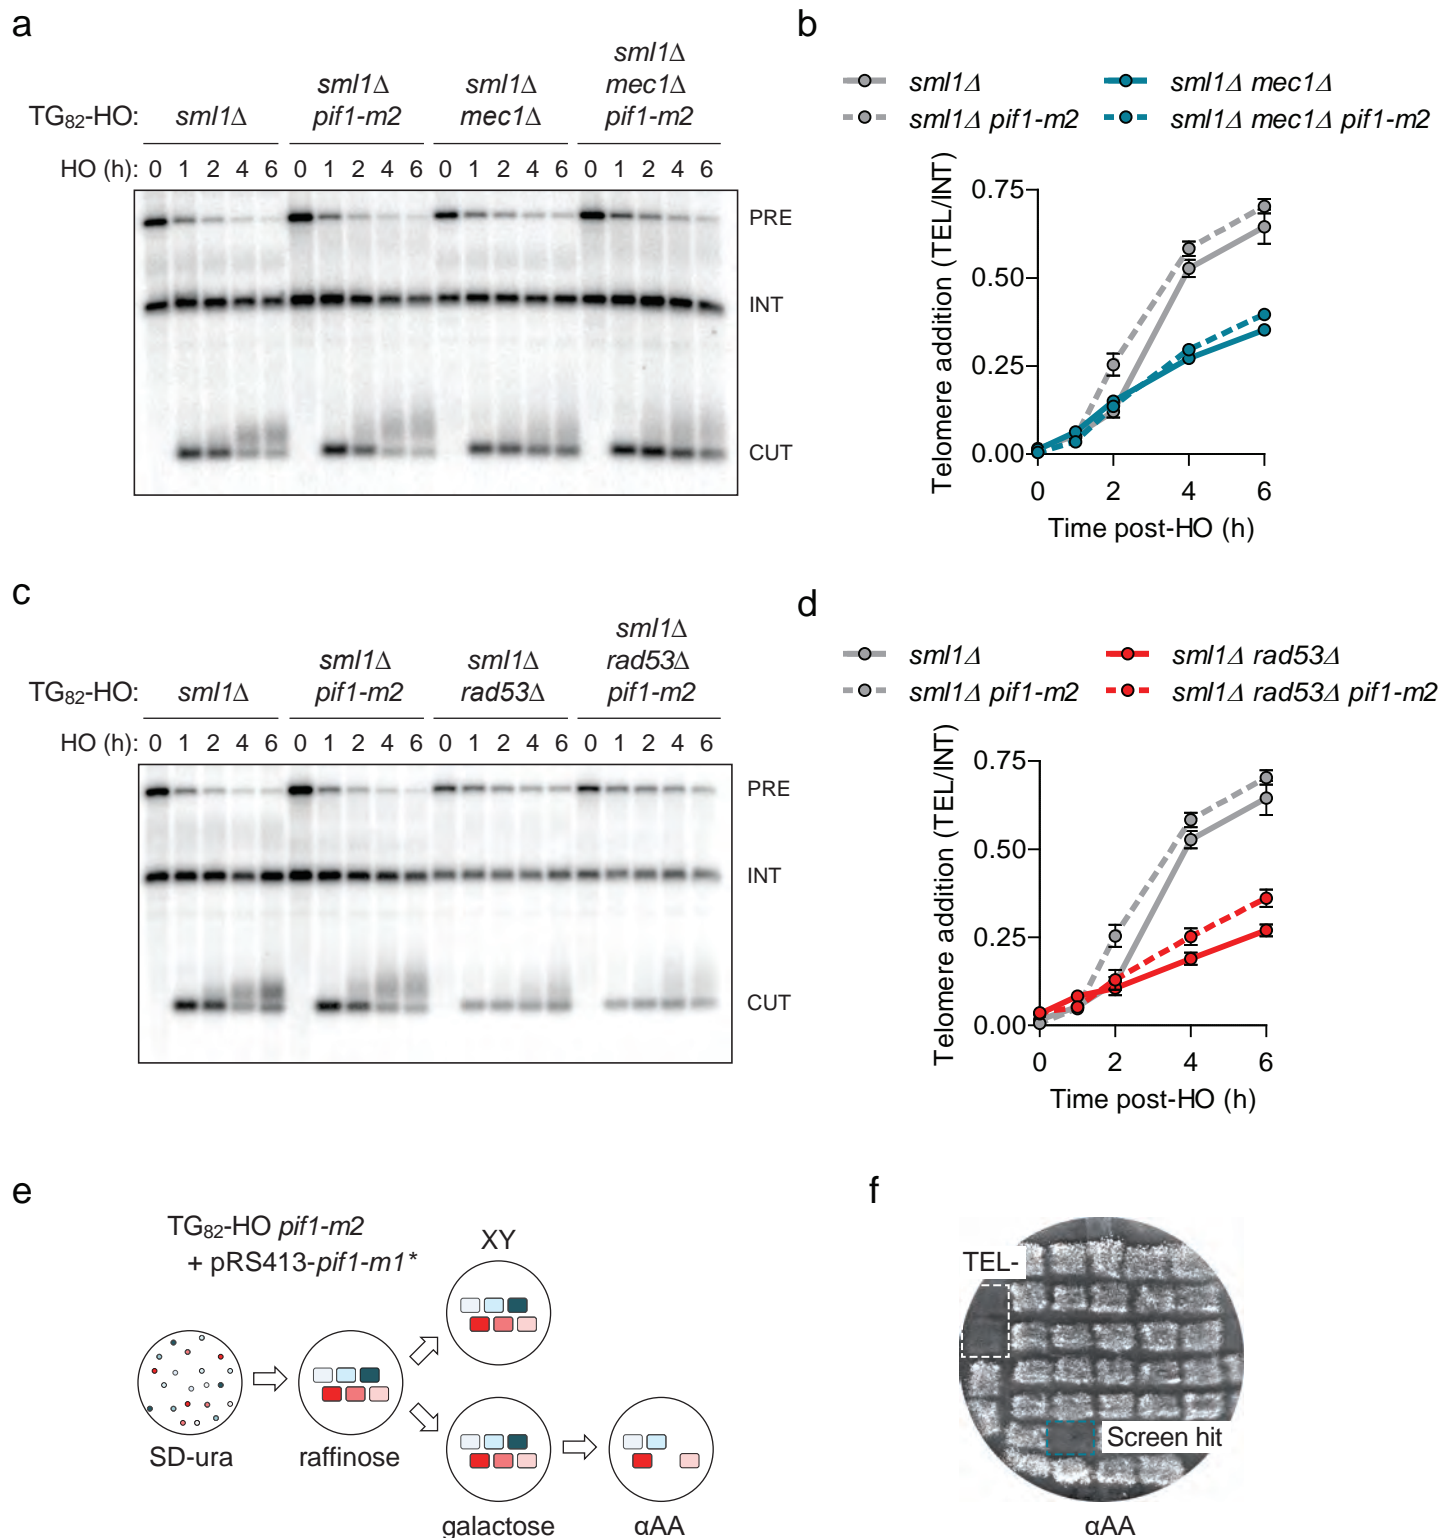 a
TG82-HO:
sml1Δ
sml1Δ
pif1-m2
sml1Δ
mec1Δ
sml1Δ
mec1Δ
pif1-m2
HO (h):
0 1 2 4 6 0 1 2 4 6 0 1 2 4 6 0 1 2 4 6
PRE
INT
CUT
b
sml1Δ
sml1Δ mec1Δ
sml1Δ pif1-m2
sml1Δ mec1Δ pif1-m2
Telomere addition (TEL/INT)
0.75
0.50
0.25
0.00
0 2 4 6
Time post-HO (h)
c
TG82-HO:
sml1Δ
sml1Δ
pif1-m2
sml1Δ
rad53Δ
sml1Δ
rad53Δ
pif1-m2
HO (h):
0 1 2 4 6 0 1 2 4 6 0 1 2 4 6 0 1 2 4 6
PRE
INT
CUT
d
sml1Δ
sml1Δ rad53Δ
sml1Δ pif1-m2
sml1Δ rad53Δ pif1-m2
Telomere addition (TEL/INT)
0.75
0.50
0.25
0.00
0 2 4 6
Time post-HO (h)
e
TG82-HO pif1-m2
+ pRS413-pif1-m1*
XY
SD-ura
raffinose
galactose
αAA
f
TEL-
Screen hit
αAA